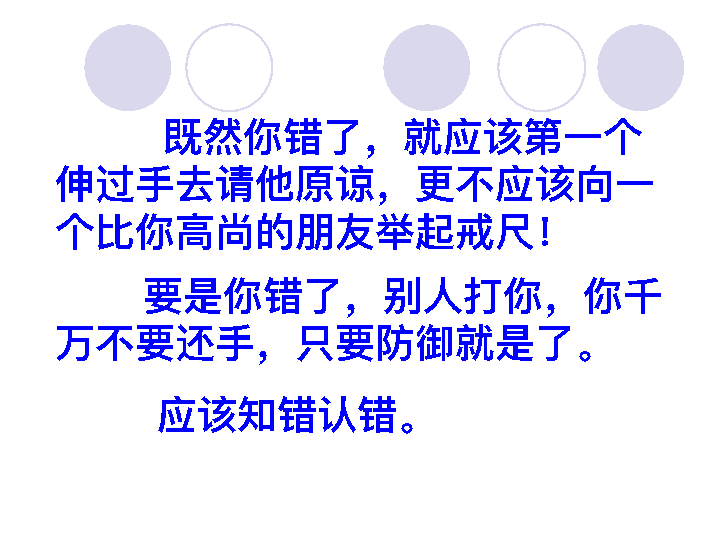 既然你错了，就应该第一个
伸过手去请他原谅，更不应该向一
个比你高尚的朋友举起戒尺！
要是你错了，别人打你，你千
万不要还手，只要防御就是了。
应该知错认错。